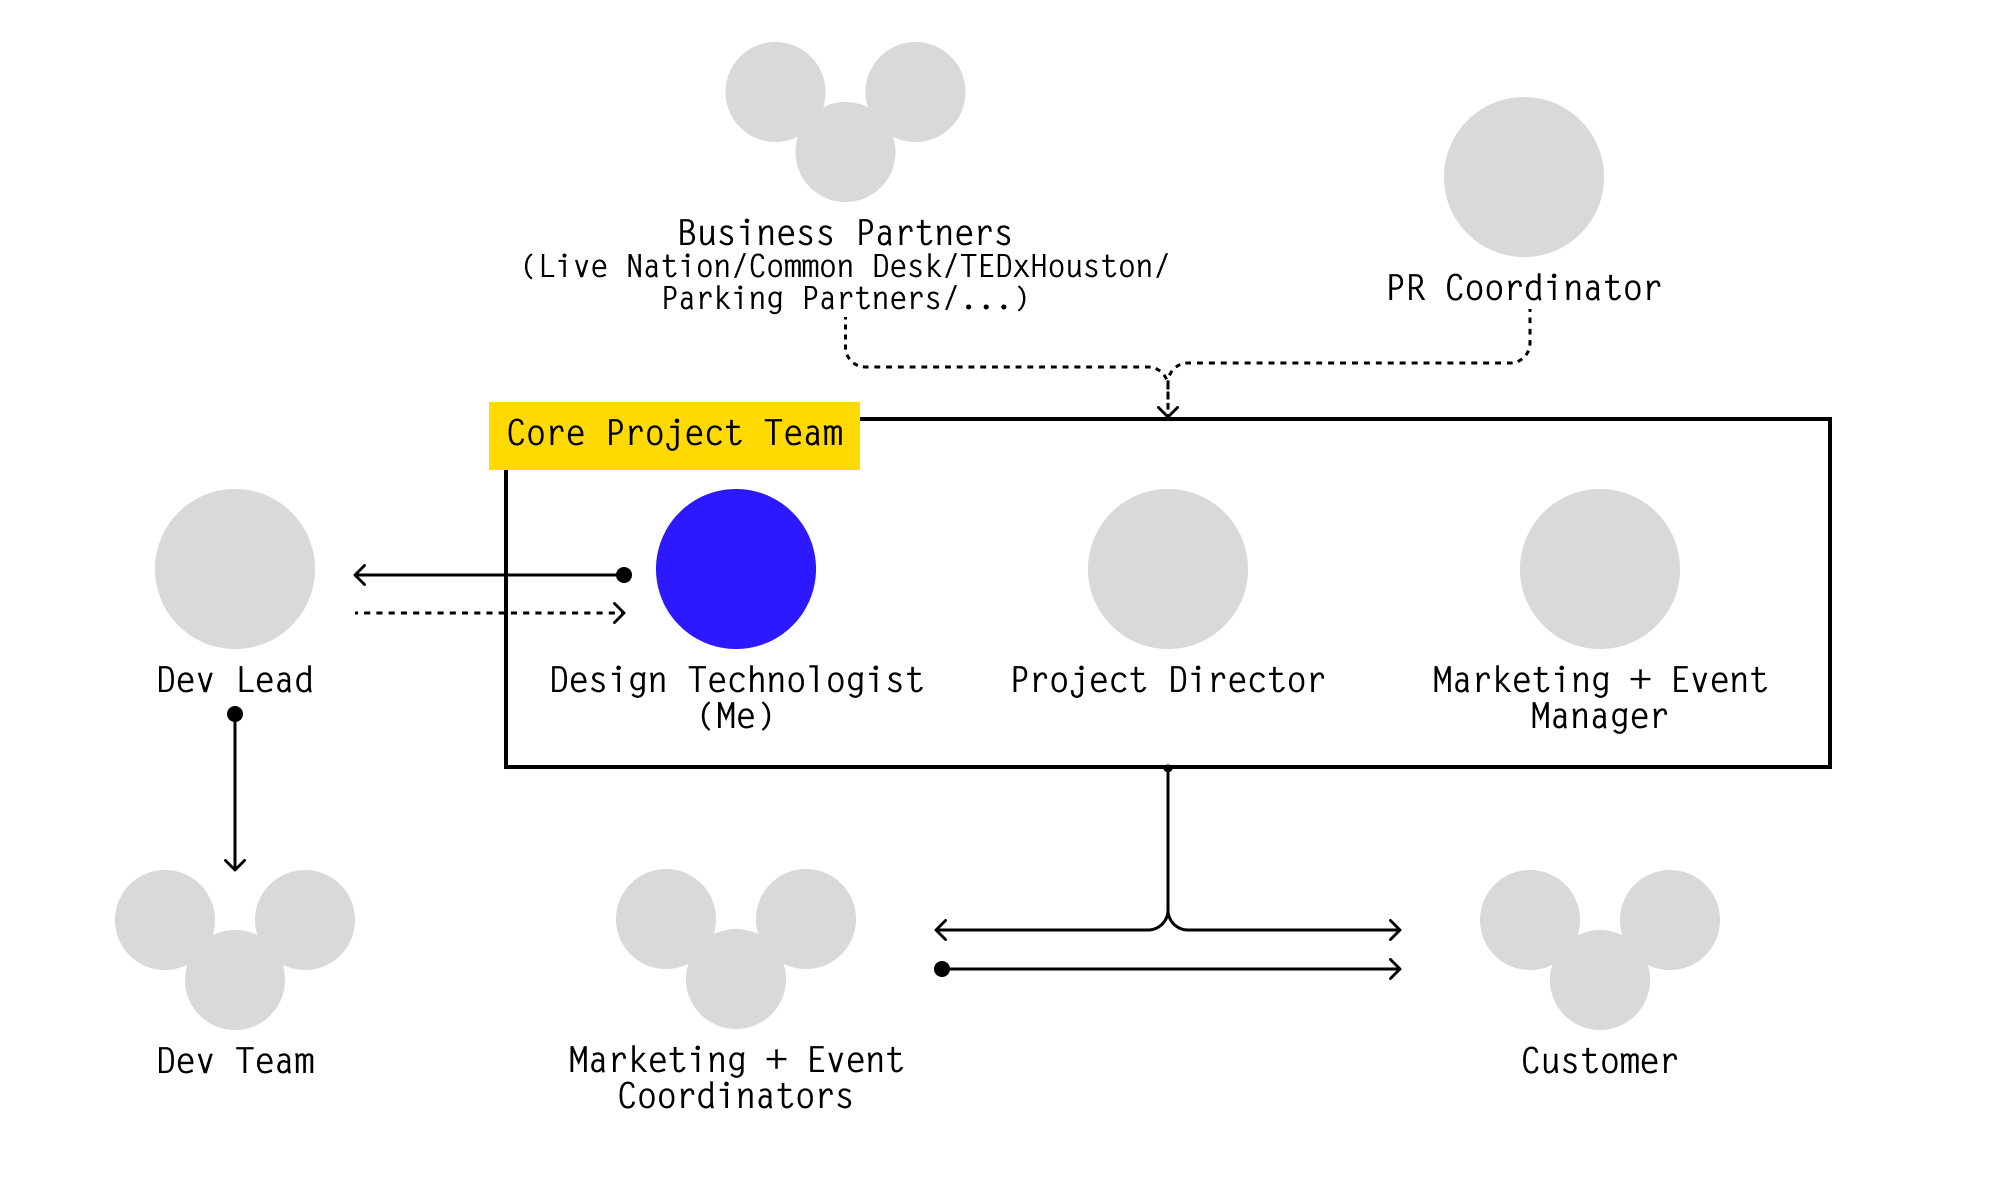 Business Partners
(Live Nation/Common Desk/TEDxHouston/
Parking Partners/...)
PR Coordinator
Core Project Team
Dev Lead
Design Technologist
(Me)
Project Director
Marketing + Event
Manager
Dev Team
Marketing + Event
Coordinators
Customer